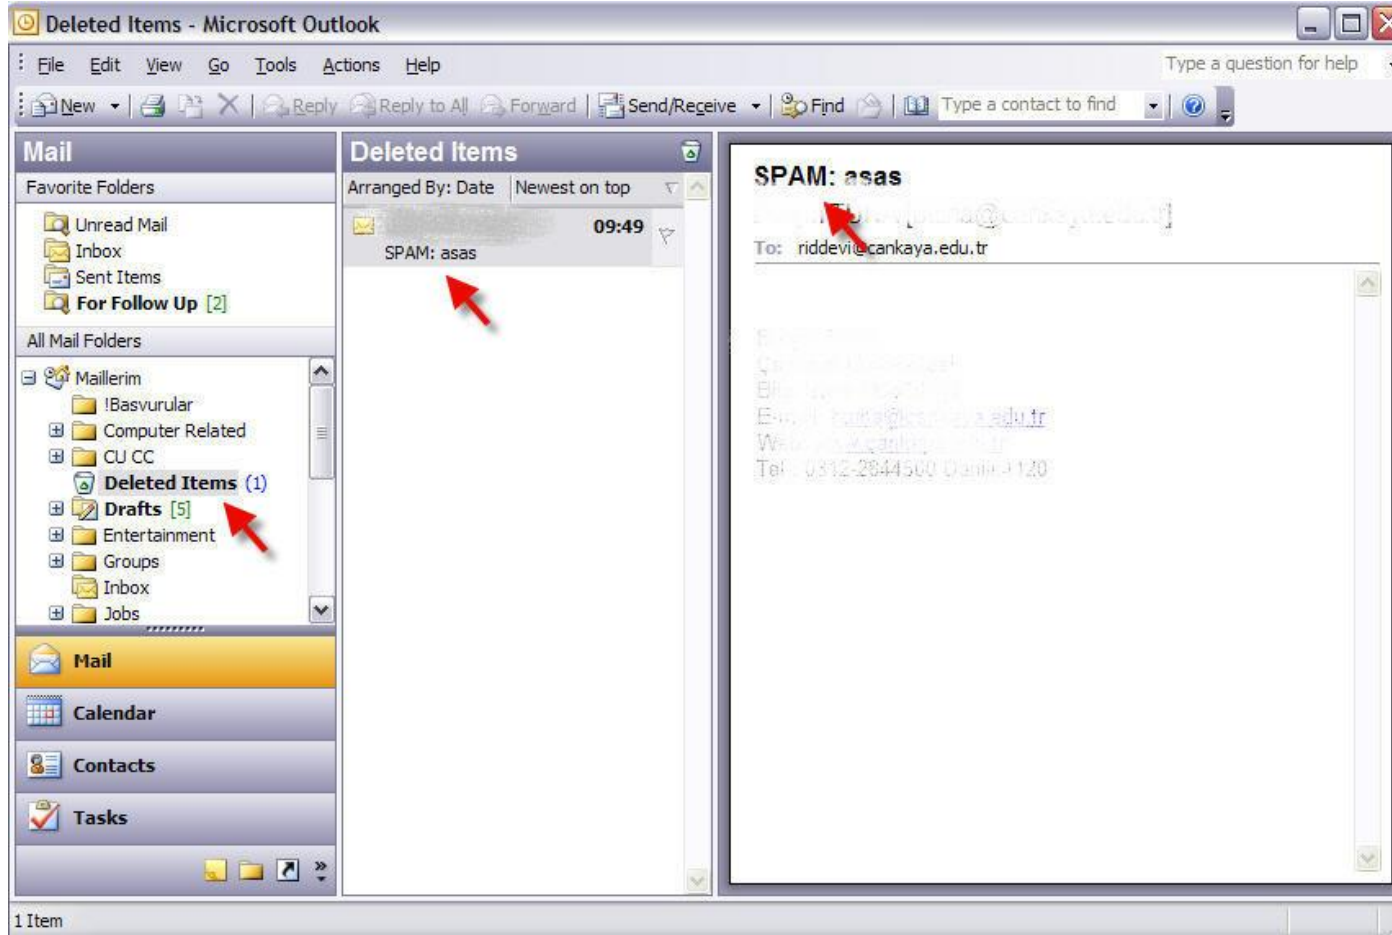 Deleted Items - Microsoft Outlook
File Edit View Go Tools Actions Help
Type a question for help
New Reply Reply to All Forward Send/Receive Find Type a contact to find
Mail
Favorite Folders
Unread Mail
Inbox
Sent Items
For Follow Up [2]
All Mail Folders
Maillerim
!Basvurular
Computer Related
CU CC
Deleted Items (1)
Drafts [5]
Entertainment
Groups
Inbox
Jobs
Mail
Calendar
Contacts
Tasks
1 Item
Deleted Items
Arranged By: Date Newest on top
09:49
SPAM: asas
SPAM: asas
To: riddevi@cankaya.edu.tr